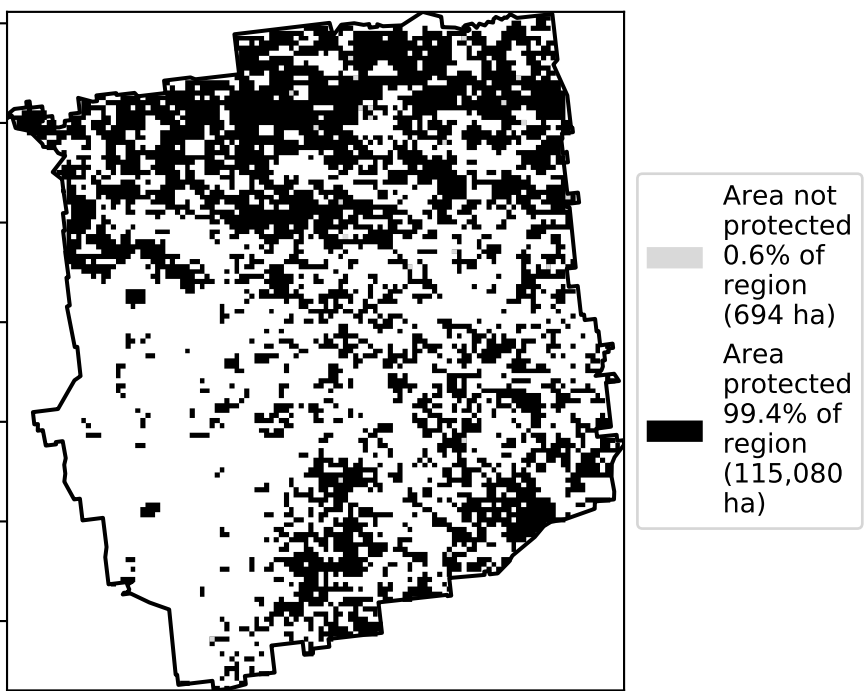 Area not
protected
0.6% of
region
(694 ha)
Area
protected
99.4% of
region
(115,080
ha)